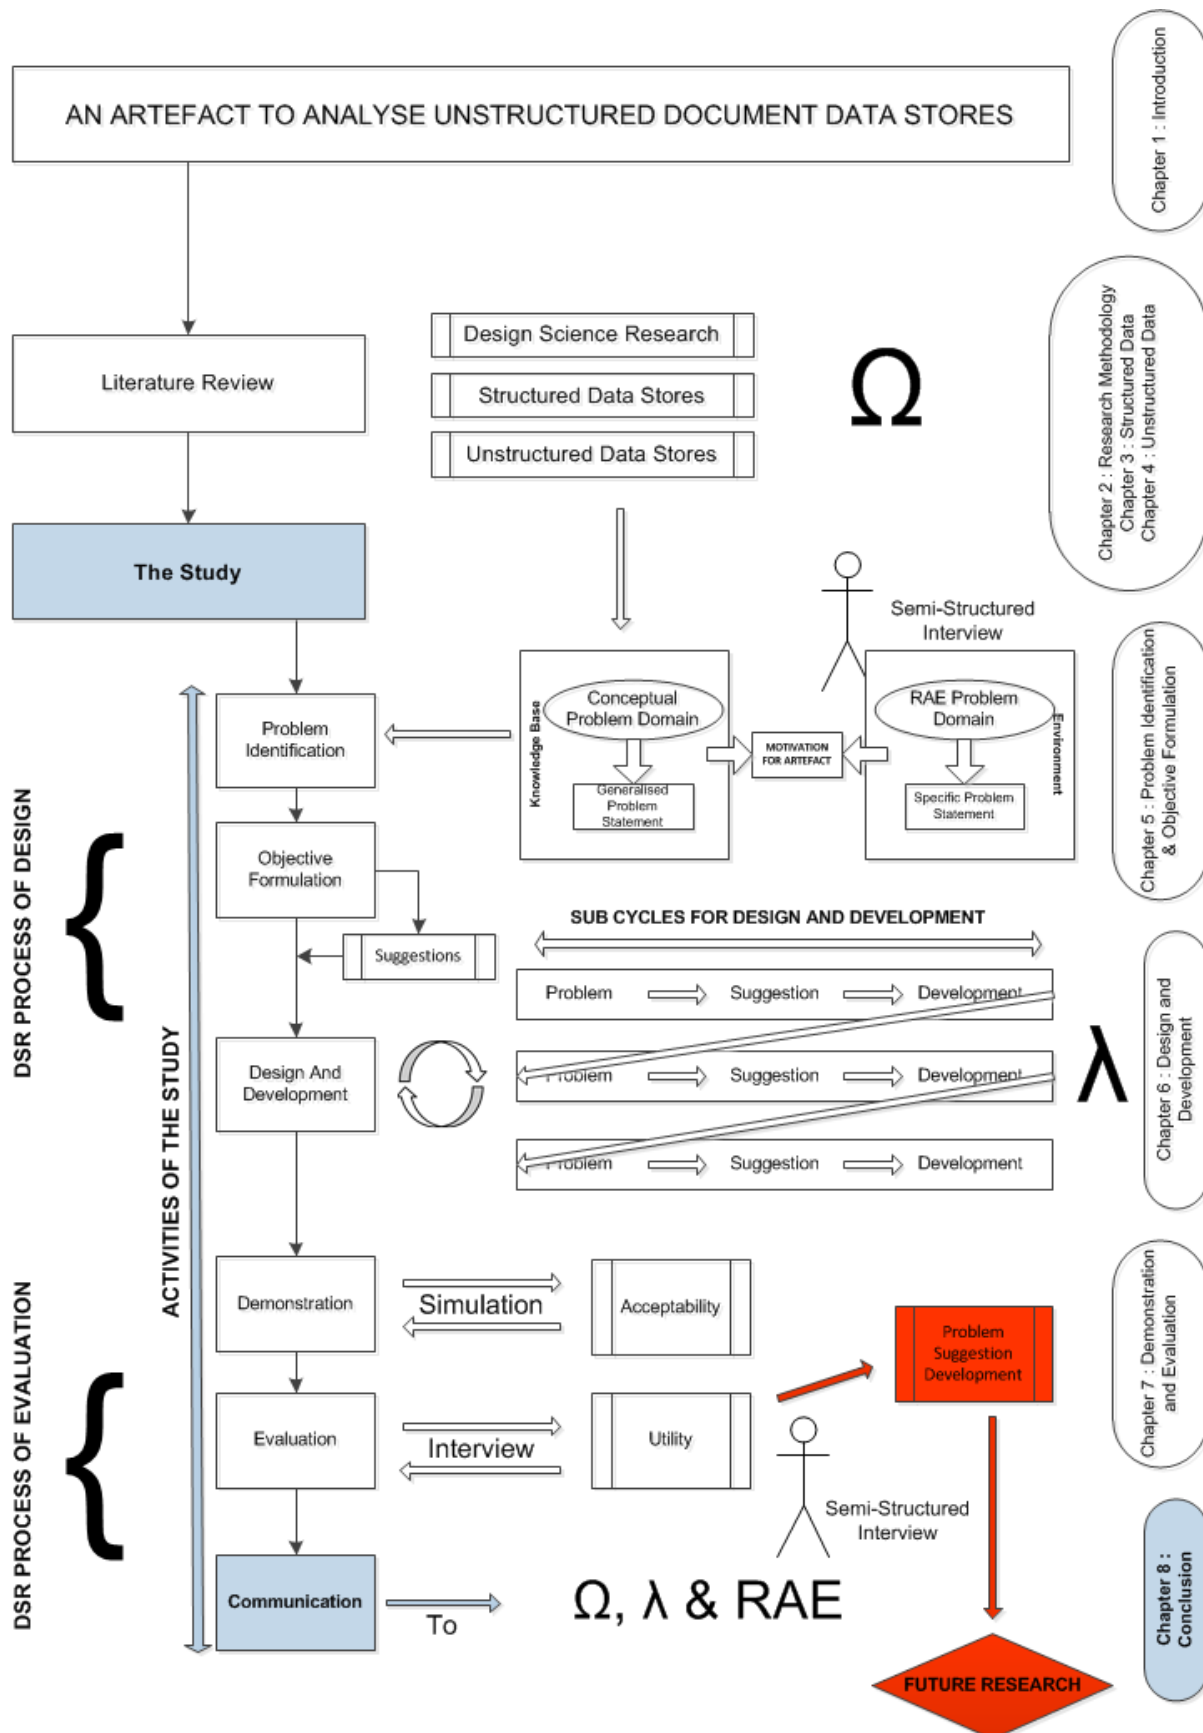 AN ARTEFACT TO ANALYSE UNSTRUCTURED DOCUMENT DATA STORES
Chapter 1 : Introduction
Literature Review
Design Science Research
Structured Data Stores
Unstructured Data Stores
Ω
Chapter 2 : Research Methodology
Chapter 3 : Structured Data
Chapter 4 : Unstructured Data
The Study
Semi-Structured
Interview
Problem
Identification
Knowledge Base
Conceptual
Problem Domain
Generalised
Problem
Statement
MOTIVATION
FOR ARTEFACT
RAE Problem
Domain
Specific Problem
Statement
Environment
Chapter 5 : Problem Identification
& Objective Formulation
DSR PROCESS OF DESIGN
{
Objective
Formulation
Suggestions
SUB CYCLES FOR DESIGN AND DEVELOPMENT
Problem
Suggestion
Development
Design And
Development
Problem
Suggestion
Development
λ
Problem
Suggestion
Development
Chapter 6 : Design and
Development
ACTIVITIES OF THE STUDY
DSR PROCESS OF EVALUATION
{
Demonstration
Simulation
Acceptability
Problem
Suggestion
Development
Chapter 7 : Demonstration
and Evaluation
Evaluation
Interview
Utility
Semi-Structured
Interview
Communication
To
Ω, λ & RAE
Chapter 8 :
Conclusion
FUTURE RESEARCH